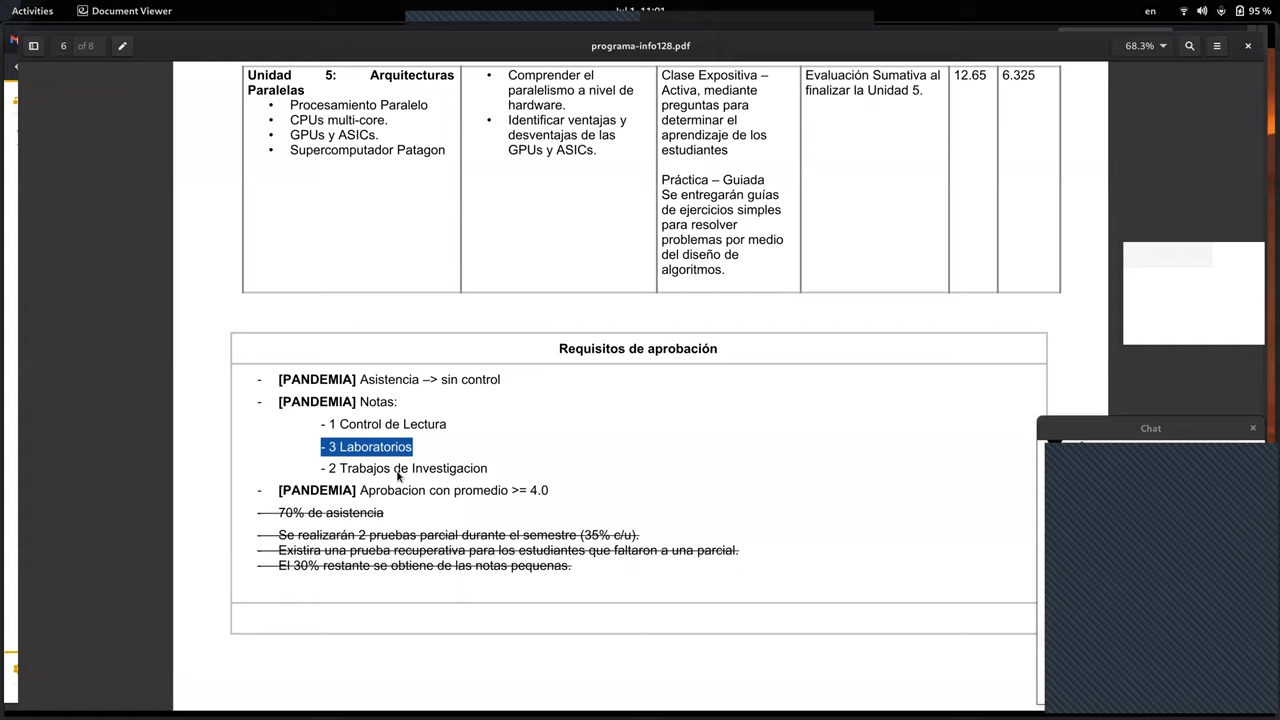 Activities
Document Viewer
en
95 %
6
of 8
programa-info128.pdf
68.3%
Unidad 5: Arquitecturas
Paralelas
• Procesamiento Paralelo
• CPUs multi-core.
• GPUs y ASICs.
• Supercomputador Patagon
• Comprender el
paralelismo a nivel de
hardware.
• Identificar ventajas y
desventajas de las
GPUs y ASICs.
Clase Expositiva –
Activa, mediante
preguntas para
determinar el
aprendizaje de los
estudiantes
Práctica – Guiada
Se entregarán guías
de ejercicios simples
para resolver
problemas por medio
del diseño de
algoritmos.
Evaluación Sumativa al
finalizar la Unidad 5.
12.65
6.325
Requisitos de aprobación
- [PANDEMIA] Asistencia –> sin control
- [PANDEMIA] Notas:
- 1 Control de Lectura
- 3 Laboratorios
- 2 Trabajos de Investigacion
- [PANDEMIA] Aprobacion con promedio >= 4.0
- 70% de asistencia
- Se realizarán 2 pruebas parcial durante el semestre (35% c/u).
- Existira una prueba recuperativa para los estudiantes que faltaron a una parcial.
- El 30% restante se obtiene de las notas pequenas.
Chat